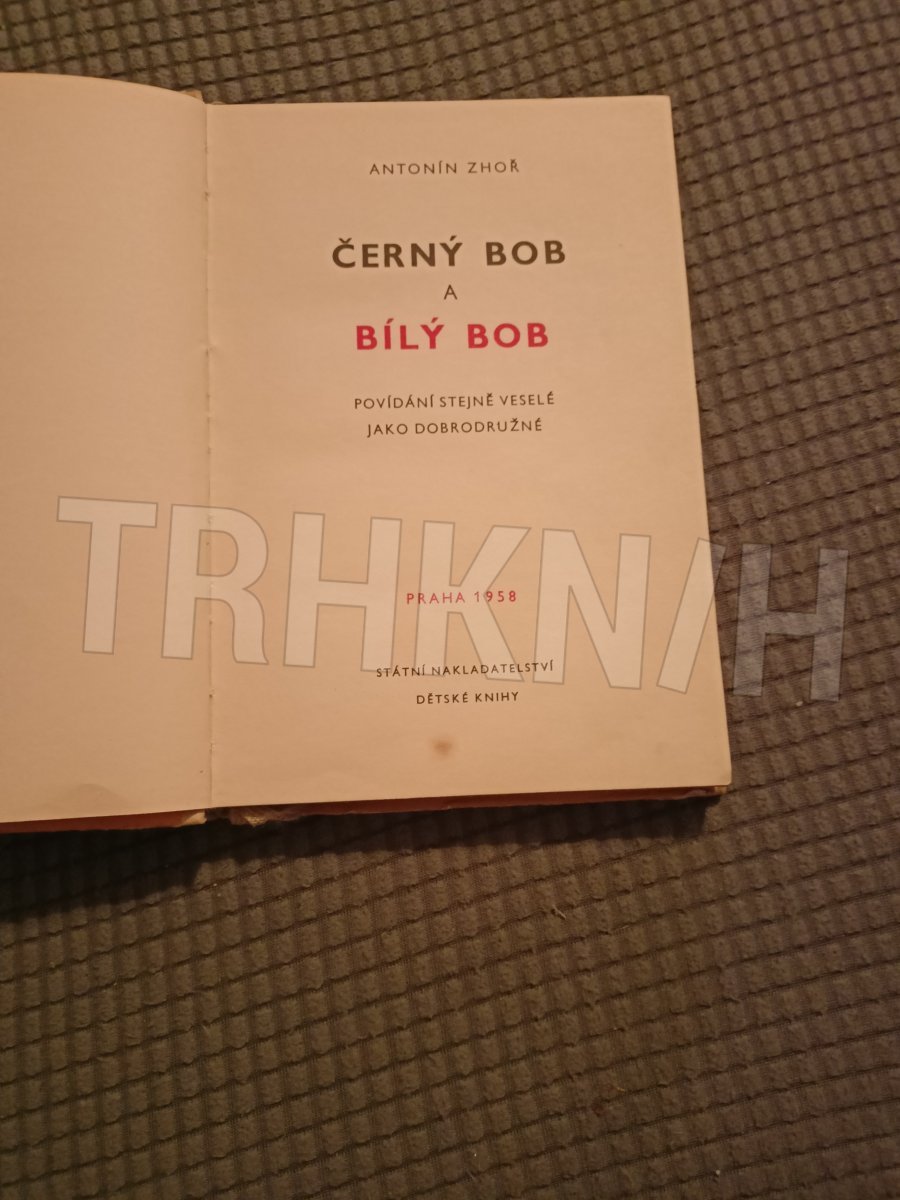 ANTONÍN ZHOŘ
ČERNÝ BOB
A
BÍLÝ BOB
POVÍDÁNÍ STEJNĚ VESELÉ
JAKO DOBRODRUŽNÉ
TRHKNIH
PRAHA 1958
STÁTNÍ NAKLADATELSTVÍ
DĚTSKÉ KNIHY